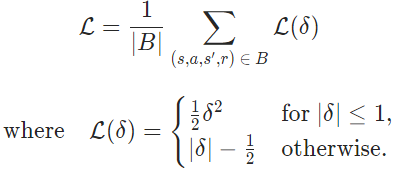 ℒ = 1/|B| ∑_{(s,a,s′,r) ∈ B} ℒ(δ)
where ℒ(δ) = { ½δ² for |δ| ≤ 1,
|δ| − ½ otherwise.